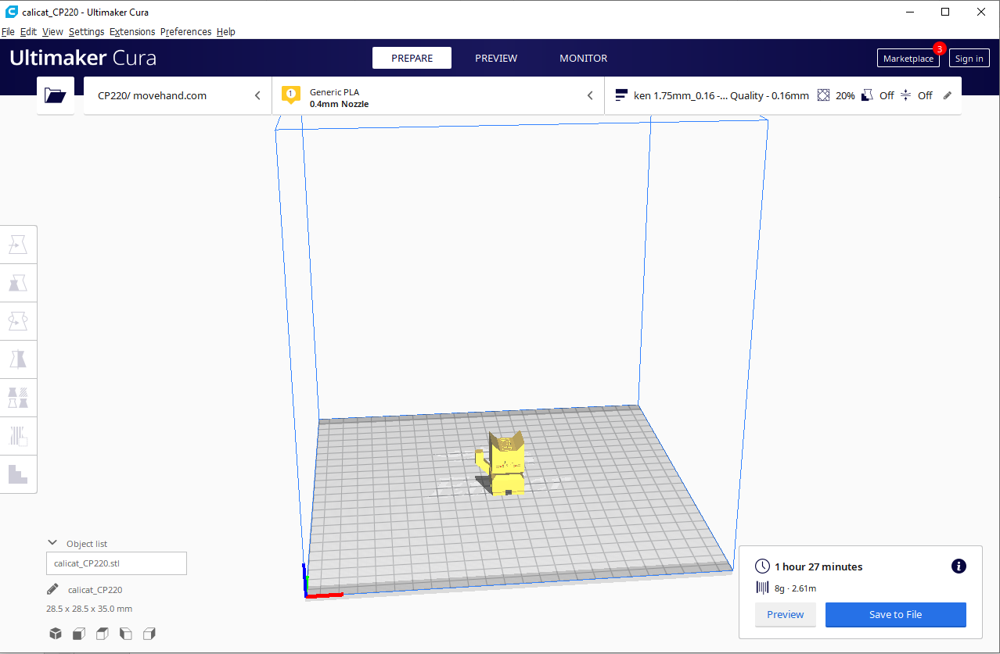 calicat_CP220 - Ultimaker Cura
File Edit View Settings Extensions Preferences Help
Ultimaker Cura
PREPARE
PREVIEW
MONITOR
Marketplace
3
Sign in
CP220/ movehand.com
1
Generic PLA
0.4mm Nozzle
ken 1.75mm_0.16 -... Quality - 0.16mm
20%
Off
Off
Object list
calicat_CP220.stl
calicat_CP220
28.5 x 28.5 x 35.0 mm
1 hour 27 minutes
8g · 2.61m
Preview
Save to File